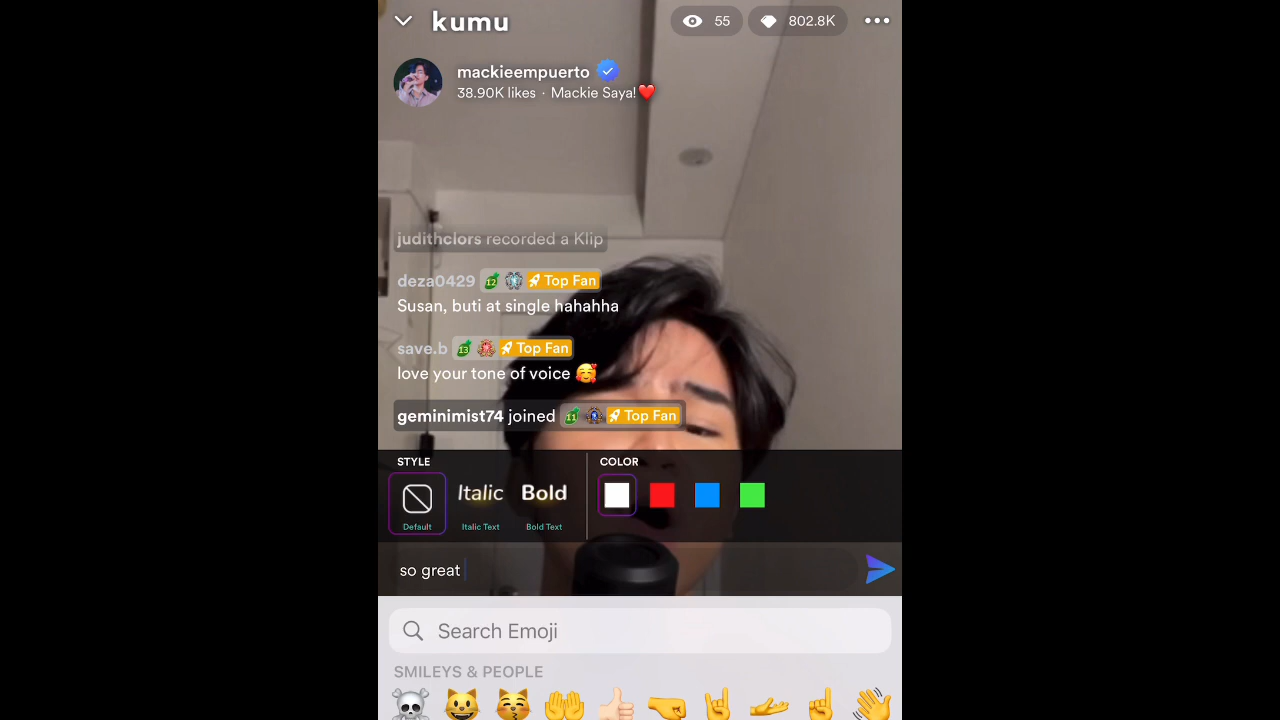 kumu
55
802.8K
mackieempuerto
38.90K likes · Mackie Saya!❤️
judithclors recorded a Klip
deza0429 12 Top Fan
Susan, buti at single hahahha
save.b 13 Top Fan
love your tone of voice 🥰
geminimist74 joined 11 Top Fan
STYLE COLOR
Italic Bold
Default Italic Text Bold Text
so great
Search Emoji
SMILEYS & PEOPLE